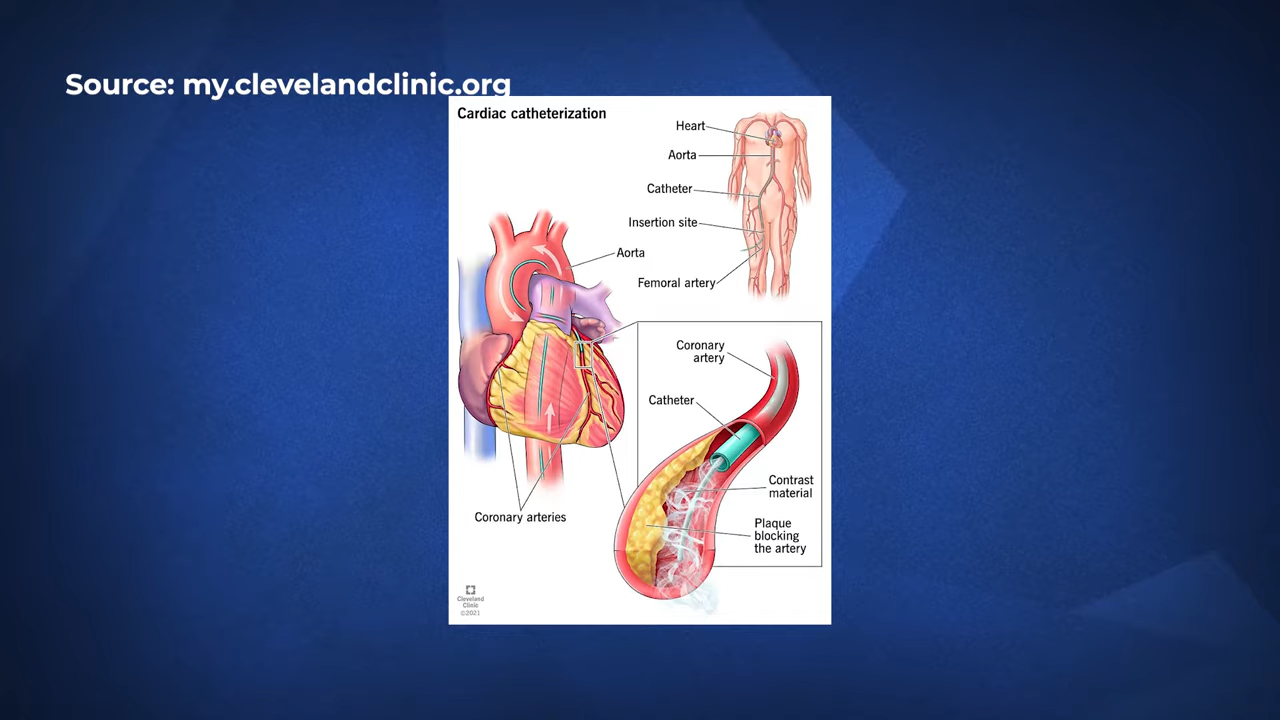 Source: my.clevelandclinic.org
Cardiac catheterization
Heart
Aorta
Catheter
Insertion site
Femoral artery
Aorta
Coronary
artery
Catheter
Contrast
material
Plaque
blocking
the artery
Coronary arteries
Cleveland
Clinic
©2021